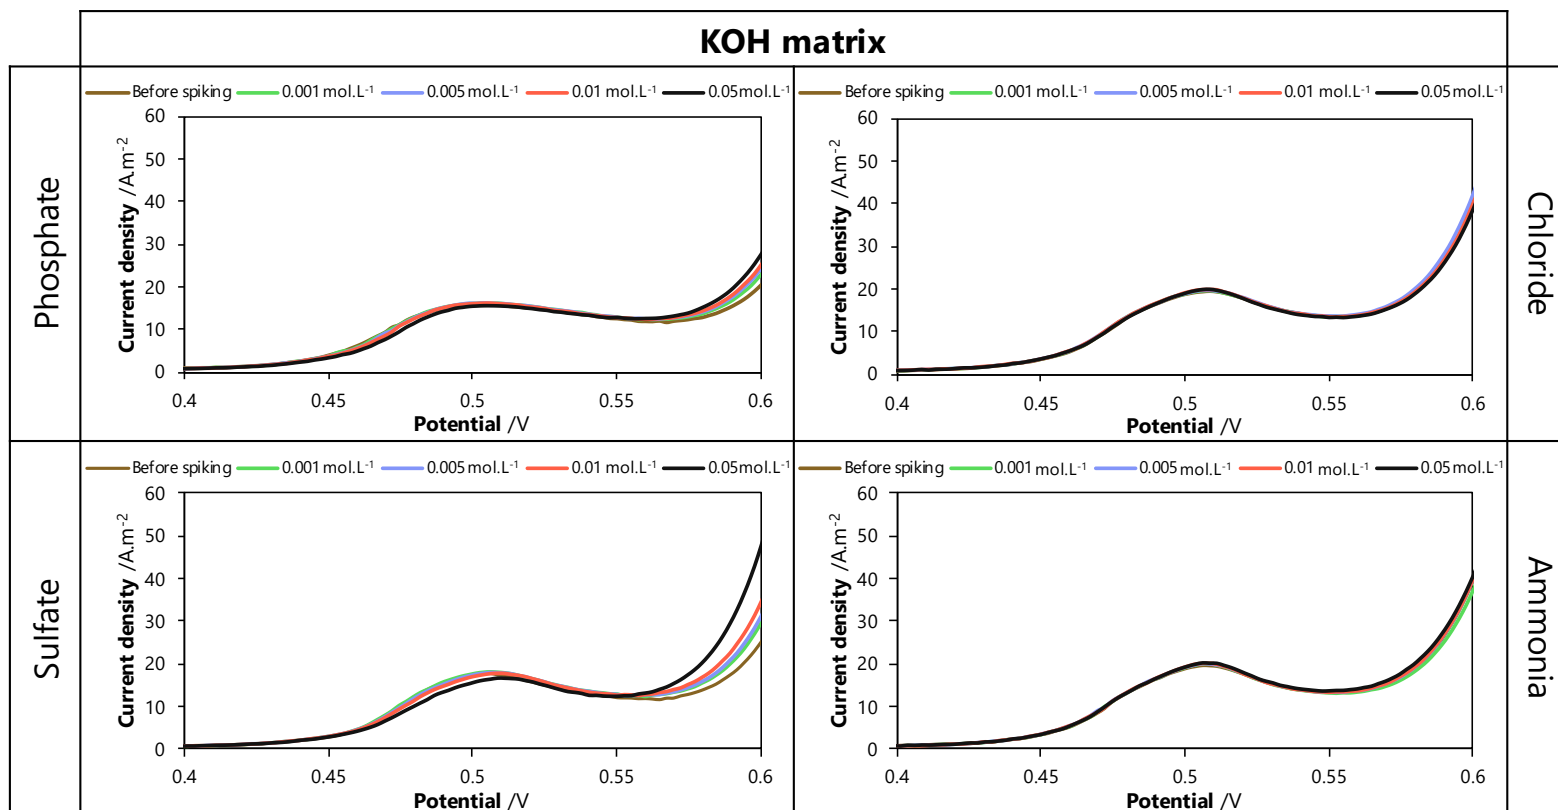 KOH matrix
Phosphate
Before spiking 0.001 mol.L⁻¹ 0.005 mol.L⁻¹ 0.01 mol.L⁻¹ 0.05 mol.L⁻¹
Current density /A.m⁻²
60
50
40
30
20
10
0
0.4 0.45 0.5 0.55 0.6
Potential /V
Before spiking 0.001 mol.L⁻¹ 0.005 mol.L⁻¹ 0.01 mol.L⁻¹ 0.05 mol.L⁻¹
Current density /A.m⁻²
60
50
40
30
20
10
0
0.4 0.45 0.5 0.55 0.6
Potential /V
Chloride
Sulfate
Before spiking 0.001 mol.L⁻¹ 0.005 mol.L⁻¹ 0.01 mol.L⁻¹ 0.05 mol.L⁻¹
Current density /A.m⁻²
60
50
40
30
20
10
0
0.4 0.45 0.5 0.55 0.6
Potential /V
Before spiking 0.001 mol.L⁻¹ 0.005 mol.L⁻¹ 0.01 mol.L⁻¹ 0.05 mol.L⁻¹
Current density /A.m⁻²
60
50
40
30
20
10
0
0.4 0.45 0.5 0.55 0.6
Potential /V
Ammonia